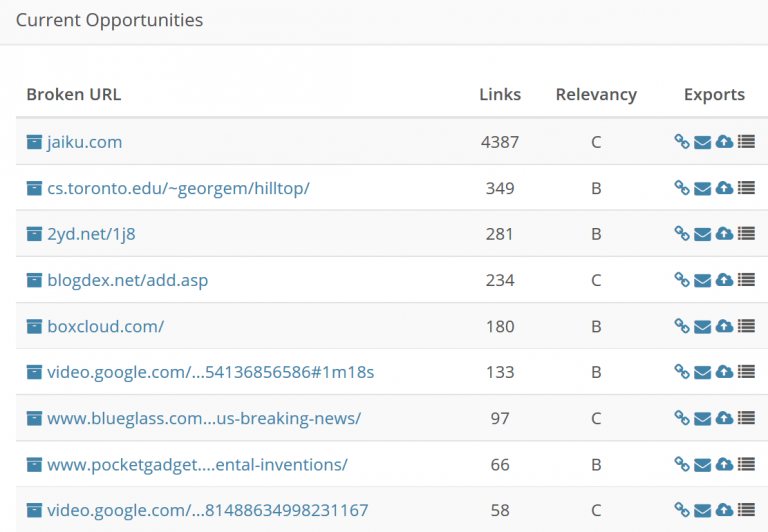 Current Opportunities
Broken URL Links Relevancy Exports
jaiku.com 4387 C
cs.toronto.edu/~georgem/hilltop/ 349 B
2yd.net/1j8 281 B
blogdex.net/add.asp 234 C
boxcloud.com/ 180 B
video.google.com/...54136856586#1m18s 133 B
www.blueglass.com...us-breaking-news/ 97 C
www.pocketgadget....ental-inventions/ 66 B
video.google.com/...81488634998231167 58 C